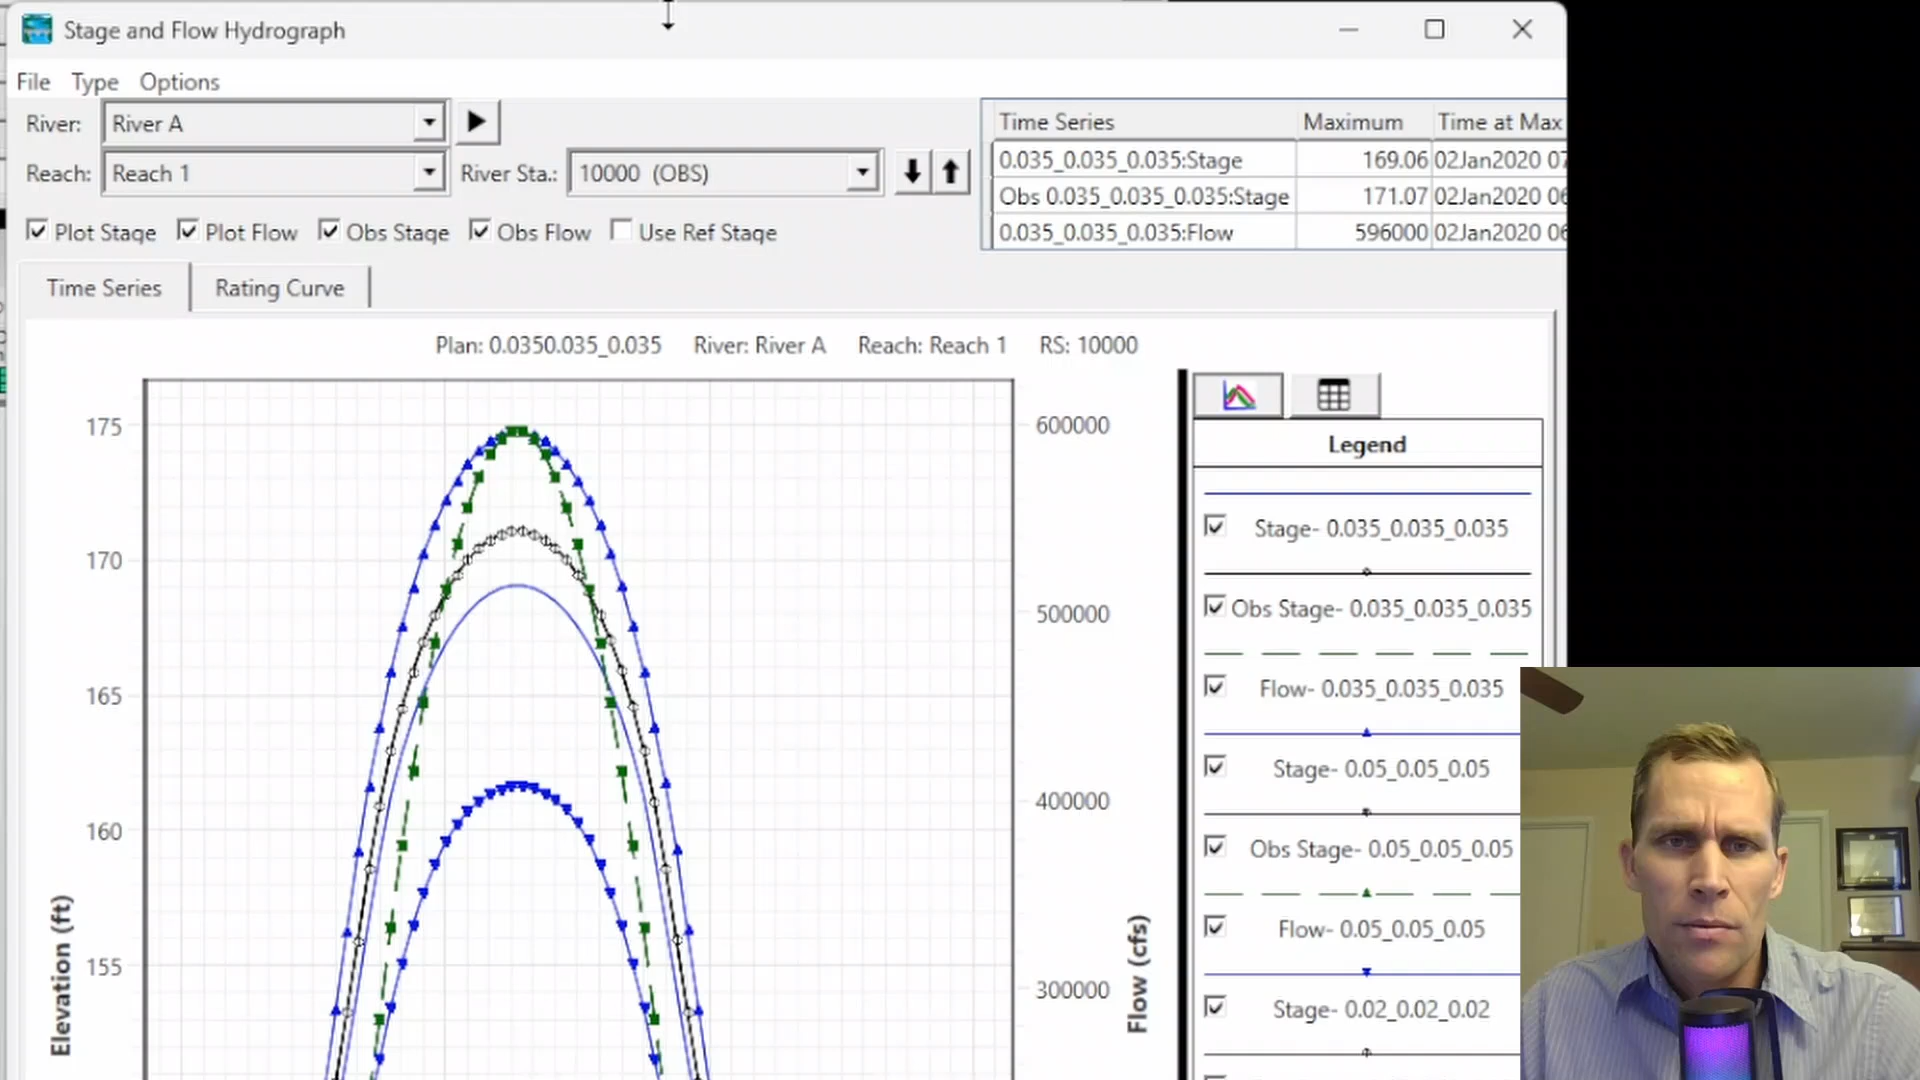 Stage and Flow Hydrograph
File Type Options
River: River A
Reach: Reach 1 River Sta.: 10000 (OBS)
Plot Stage Plot Flow Obs Stage Obs Flow Use Ref Stage
Time Series Maximum Time at Max
0.035_0.035_0.035:Stage 169.06 02Jan2020 07
Obs 0.035_0.035_0.035:Stage 171.07 02Jan2020 06
0.035_0.035_0.035:Flow 596000 02Jan2020 06
Time Series Rating Curve
Plan: 0.0350.035_0.035 River: River A Reach: Reach 1 RS: 10000
175
170
165
160
155
Elevation (ft)
600000
500000
400000
300000
Flow (cfs)
Legend
Stage- 0.035_0.035_0.035
Obs Stage- 0.035_0.035_0.035
Flow- 0.035_0.035_0.035
Stage- 0.05_0.05_0.05
Obs Stage- 0.05_0.05_0.05
Flow- 0.05_0.05_0.05
Stage- 0.02_0.02_0.02